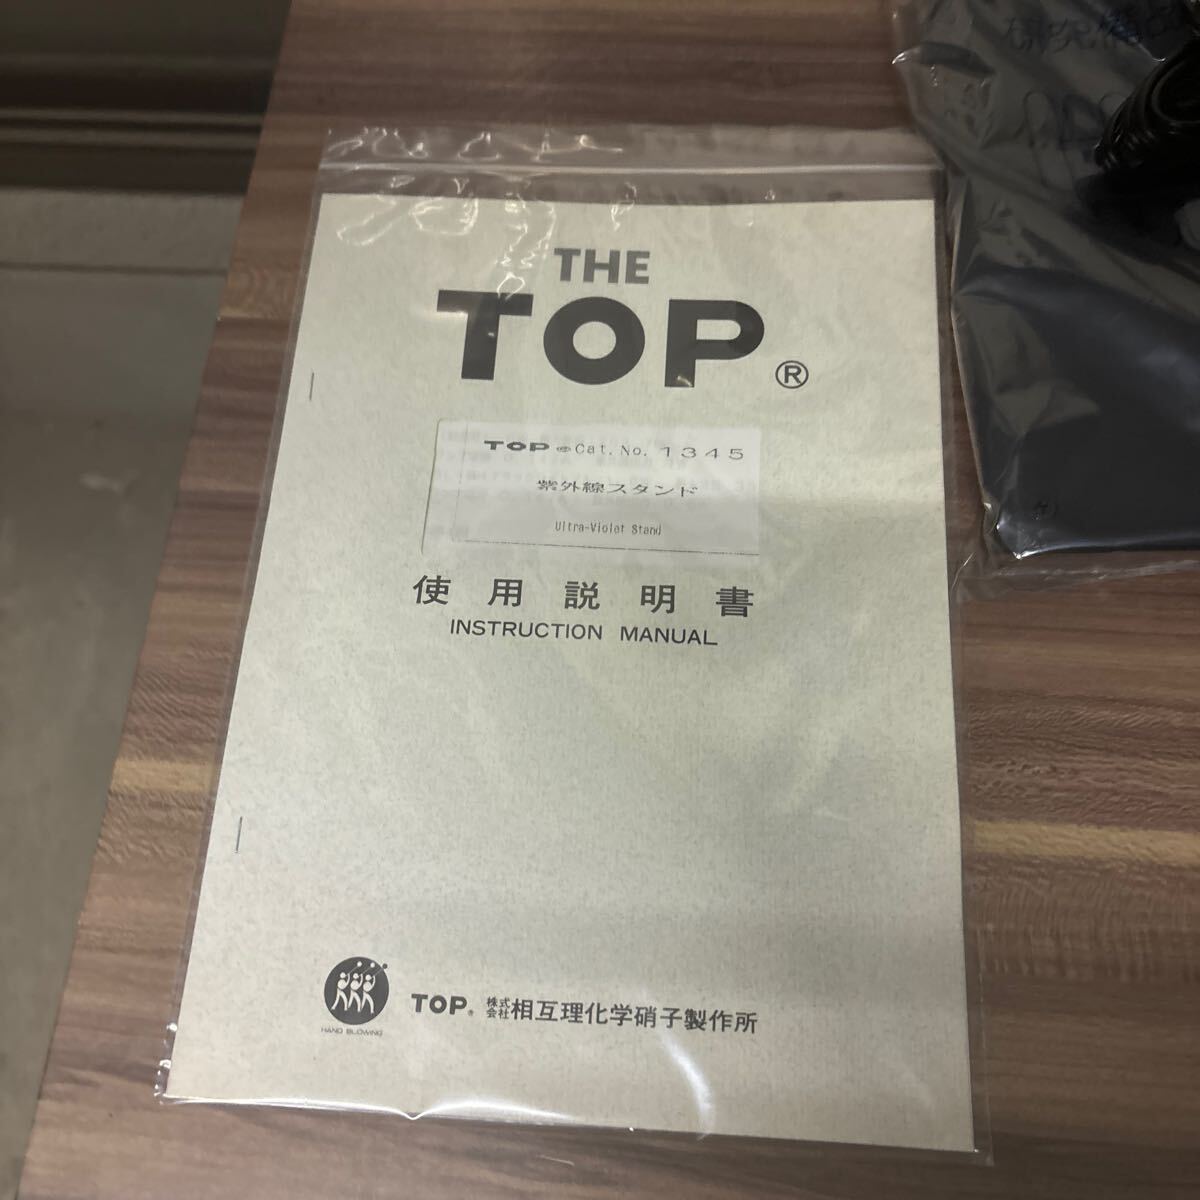 THE
TOP®
TOP Cat. No. 1345
紫外線スタンド
Ultra-Violet Stand
使用説明書
INSTRUCTION MANUAL
HAND BLOWING
TOP® 株式会社 相互理化学硝子製作所